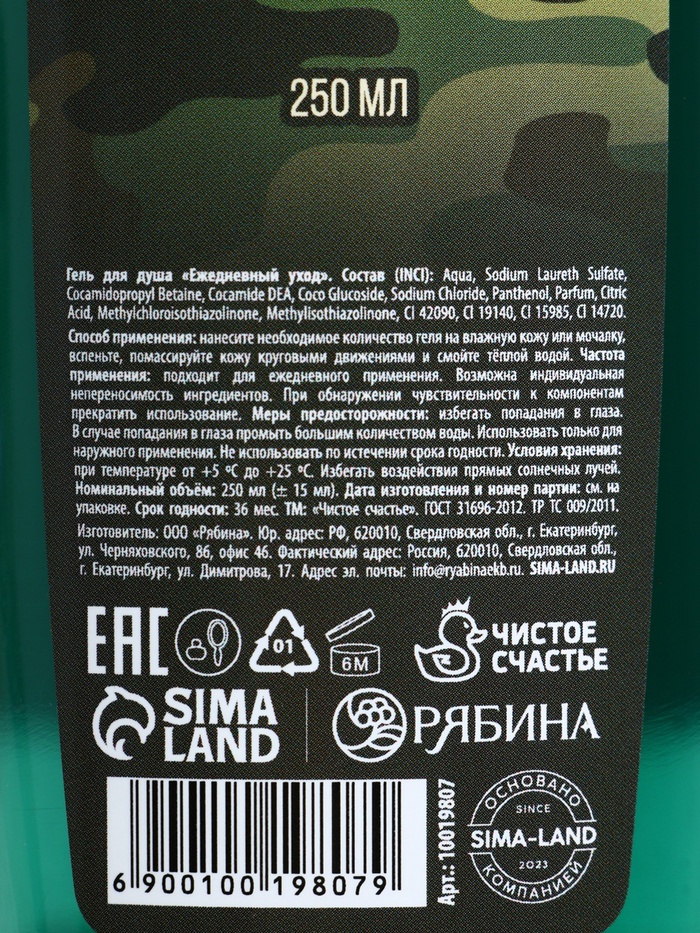 250 МЛ
Гель для душа «Ежедневный уход». Состав (INCI): Aqua, Sodium Laureth Sulfate,
Cocamidopropyl Betaine, Cocamide DEA, Coco Glucoside, Sodium Chloride, Panthenol, Parfum, Citric
Acid, Methylchloroisothiazolinone, Methylisothiazolinone, CI 42090, CI 19140, CI 15985, CI 14720.
Способ применения: нанесите необходимое количество геля на влажную кожу или мочалку,
вспеньте, помассируйте кожу круговыми движениями и смойте тёплой водой. Частота
применения: подходит для ежедневного применения. Возможна индивидуальная
непереносимость ингредиентов. При обнаружении чувствительности к компонентам
прекратить использование. Меры предосторожности: избегать попадания в глаза.
В случае попадания в глаза промыть большим количеством воды. Использовать только для
наружного применения. Не использовать по истечении срока годности. Условия хранения:
при температуре от +5 °С до +25 °С. Избегать воздействия прямых солнечных лучей.
Номинальный объём: 250 мл (± 15 мл). Дата изготовления и номер партии: см. на
упаковке. Срок годности: 36 мес. ТМ: «Чистое счастье». ГОСТ 31696-2012. ТР ТС 009/2011.
Изготовитель: ООО «Рябина». Юр. адрес: РФ, 620010, Свердловская обл., г. Екатеринбург,
ул. Черняховского, 86, офис 46. Фактический адрес: Россия, 620010, Свердловская обл.,
г. Екатеринбург, ул. Димитрова, 17. Адрес эл. почты: info@ryabinaekb.ru. SIMA-LAND.RU
EAC
01
6M
ЧИСТОЕ
СЧАСТЬЕ
SIMA
LAND
РЯБИНА
6 900100 198079
Арт.: 10019807
ОСНОВАНО
SINCE
SIMA-LAND
2023
КОМПАНИЕЙ